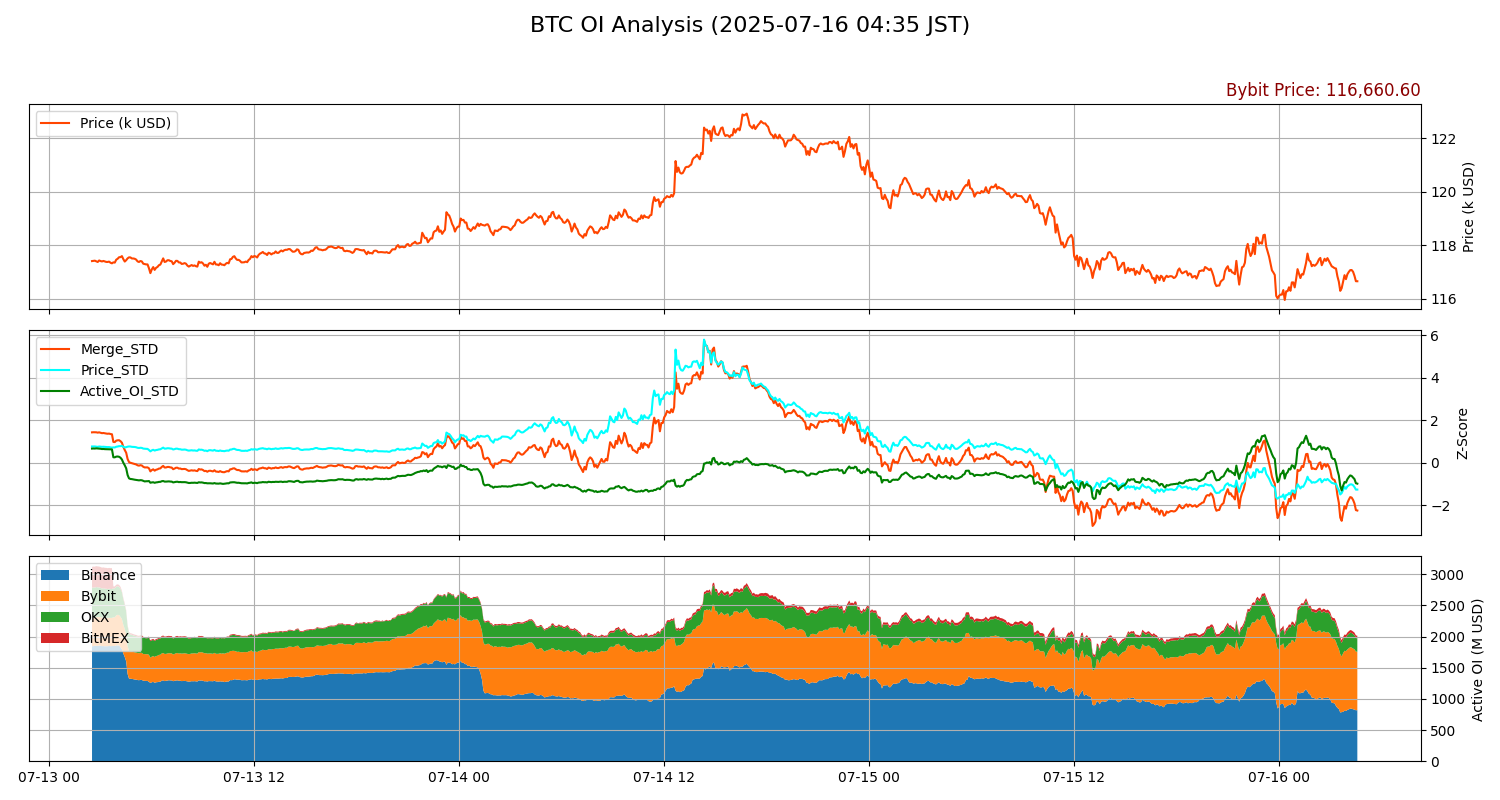 BTC OI Analysis (2025-07-16 04:35 JST)
Bybit Price: 116,660.60
Price (k USD)
122
120
118
116
Price (k USD)
Merge_STD
Price_STD
Active_OI_STD
6
4
2
0
−2
Z-Score
Binance
Bybit
OKX
BitMEX
3000
2500
2000
1500
1000
500
0
Active OI (M USD)
07-13 00
07-13 12
07-14 00
07-14 12
07-15 00
07-15 12
07-16 00